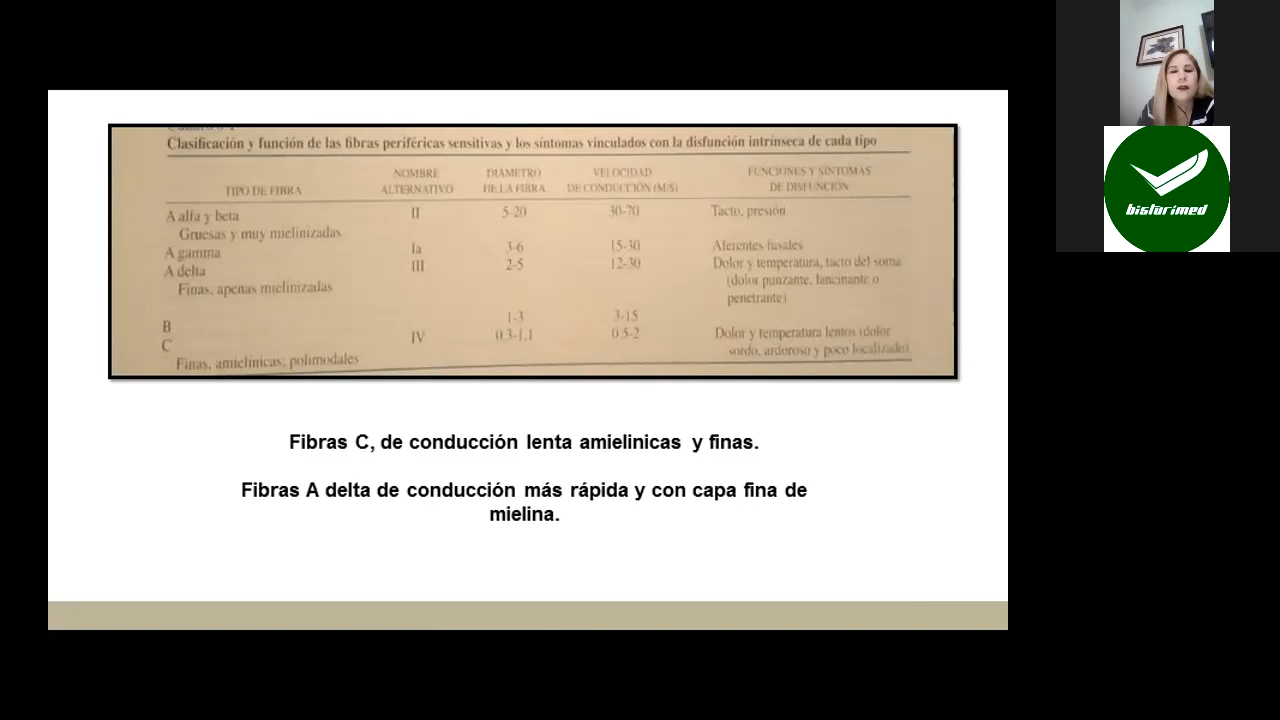 Clasificación y función de las fibras periféricas sensitivas y los síntomas vinculados con la disfunción intrínseca de cada tipo
TIPO DE FIBRA NOMBRE ALTERNATIVO DIÁMETRO DE LA FIBRA VELOCIDAD DE CONDUCCIÓN (M/S) FUNCIONES Y SÍNTOMAS DE DISFUNCIÓN
A alfa y beta II 5-20 30-70 Tacto, presión
Gruesas y muy mielinizadas
A gamma Ia 3-6 15-30 Aferentes fusales
A delta III 2-5 12-30 Dolor y temperatura, tacto del soma
Finas, apenas mielinizadas (dolor punzante, lancinante o
penetrante)
B 1-3 3-15
C IV 0.3-1.1 0.5-2 Dolor y temperatura lentos (dolor
Finas, amielínicas; polimodales sordo, ardoroso y poco localizado)
Fibras C, de conducción lenta amielinicas y finas.
Fibras A delta de conducción más rápida y con capa fina de
mielina.
bisturimed